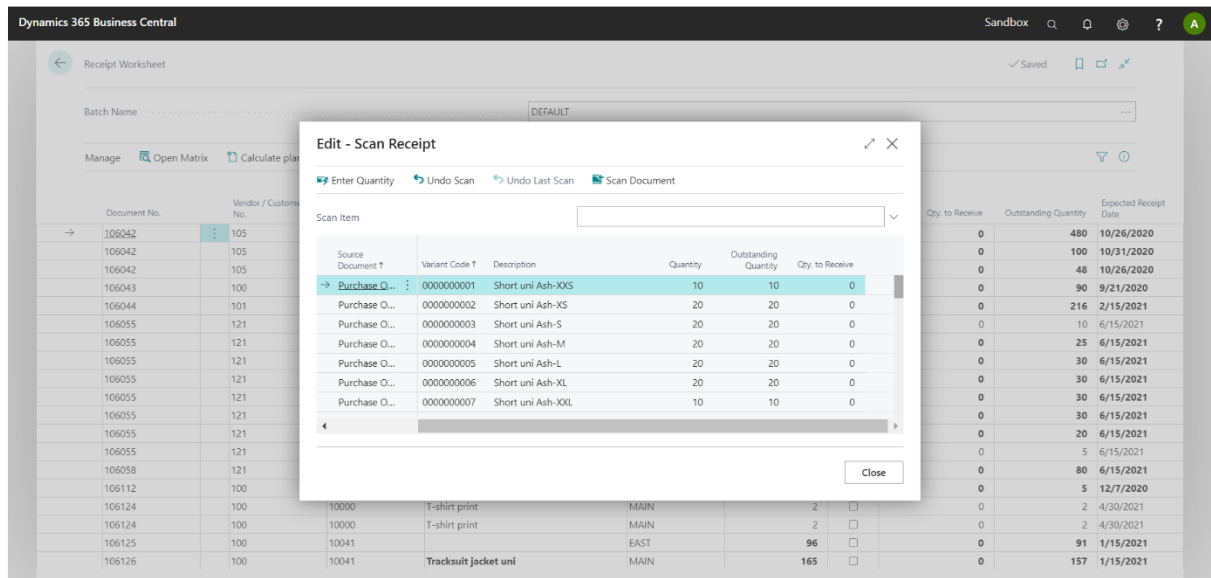 Dynamics 365 Business Central Sandbox ? A
Receipt Worksheet Saved
Batch Name DEFAULT ...
Manage Open Matrix Calculate plan
Document No. Vendor / Custome No. Qty. to Receive Outstanding Quantity Expected Receipt Date
Edit - Scan Receipt
Enter Quantity Undo Scan Undo Last Scan Scan Document
Scan Item
Source Document ↑ Variant Code ↑ Description Quantity Outstanding Quantity Qty. to Receive
Purchase O... 0000000001 Short uni Ash-XXS 10 10 0
Purchase O... 0000000002 Short uni Ash-XS 20 20 0
Purchase O... 0000000003 Short uni Ash-S 20 20 0
Purchase O... 0000000004 Short uni Ash-M 20 20 0
Purchase O... 0000000005 Short uni Ash-L 20 20 0
Purchase O... 0000000006 Short uni Ash-XL 20 20 0
Purchase O... 0000000007 Short uni Ash-XXL 10 10 0
Close
106042 105 0 480 10/26/2020
106042 105 0 100 10/31/2020
106042 105 0 48 10/26/2020
106043 100 0 90 9/21/2020
106044 101 0 216 2/15/2021
106055 121 0 10 6/15/2021
106055 121 0 25 6/15/2021
106055 121 0 30 6/15/2021
106055 121 0 30 6/15/2021
106055 121 0 30 6/15/2021
106055 121 0 30 6/15/2021
106055 121 0 20 6/15/2021
106055 121 0 5 6/15/2021
106058 121 0 80 6/15/2021
106112 100 0 5 12/7/2020
106124 100 10000 T-shirt print MAIN 2 0 2 4/30/2021
106124 100 10000 T-shirt print MAIN 2 0 2 4/30/2021
106125 100 10041 EAST 96 0 91 1/15/2021
106126 100 10041 Tracksuit jacket uni MAIN 165 0 157 1/15/2021